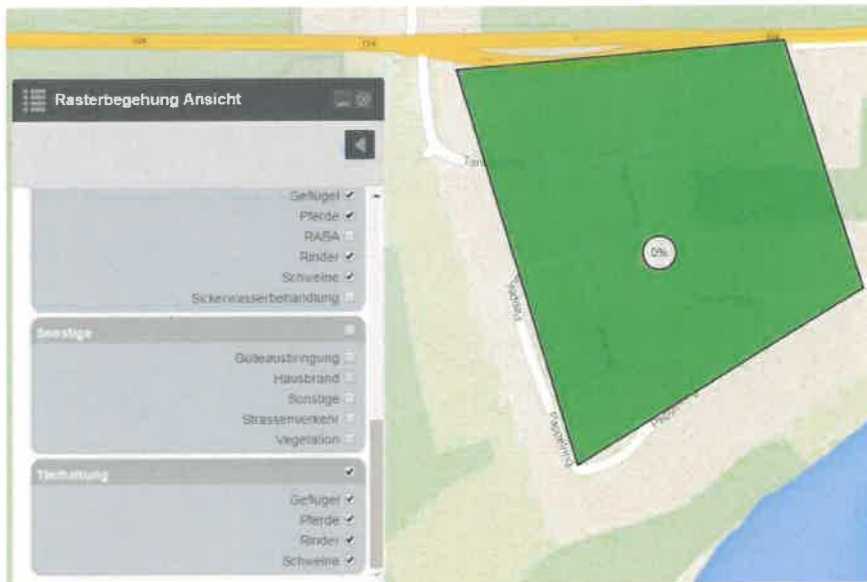 Rasterbegehung Ansicht
Geflügel
Pferde
RABA
Rinder
Schweine
Sickerwasserbehandlung
Sonstige
Gülleausbringung
Hausbrand
Sonstige
Strassenverkehr
Vegetation
Tierhaltung
Geflügel
Pferde
Rinder
Schweine
0%